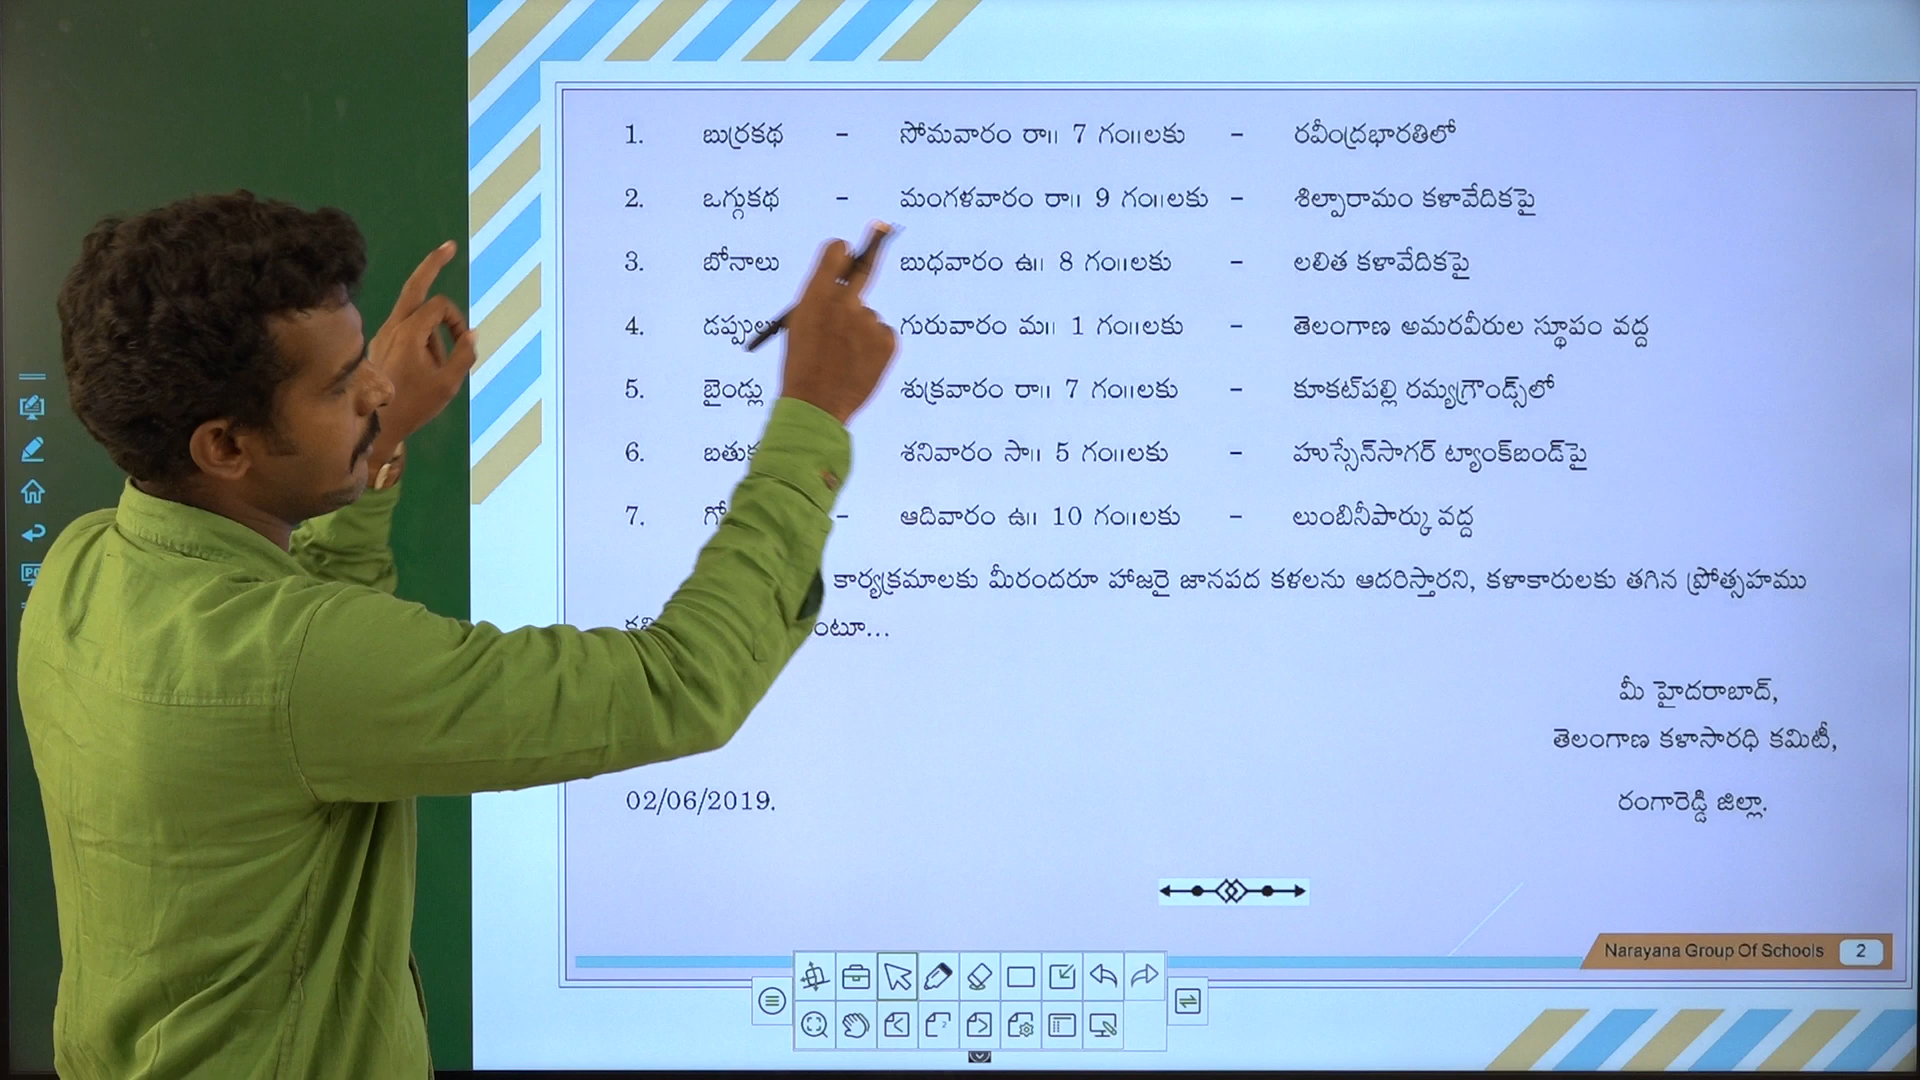 1. బుర్రకథ - సోమవారం రా॥ 7 గం॥లకు - రవీంద్రభారతిలో
2. ఒగ్గుకథ - మంగళవారం రా॥ 9 గం॥లకు - శిల్పారామం కళావేదికపై
3. బోనాలు బుధవారం ఉ॥ 8 గం॥లకు - లలిత కళావేదికపై
4. డప్పులు గురువారం మ॥ 1 గం॥లకు - తెలంగాణ అమరవీరుల స్థూపం వద్ద
5. బైండ్లు శుక్రవారం రా॥ 7 గం॥లకు - కూకట్‌పల్లి రమ్యగ్రౌండ్స్‌లో
6. శనివారం సా॥ 5 గం॥లకు - హుస్సేన్‌సాగర్ ట్యాంక్‌బండ్‌పై
7. - ఆదివారం ఉ॥ 10 గం॥లకు - లుంబినీపార్కు వద్ద
కార్యక్రమాలకు మీరందరూ హాజరై జానపద కళలను ఆదరిస్తారని, కళాకారులకు తగిన ప్రోత్సహము
మీ హైదరాబాద్,
తెలంగాణ కళాసారధి కమిటీ,
02/06/2019. రంగారెడ్డి జిల్లా.
Narayana Group Of Schools 2